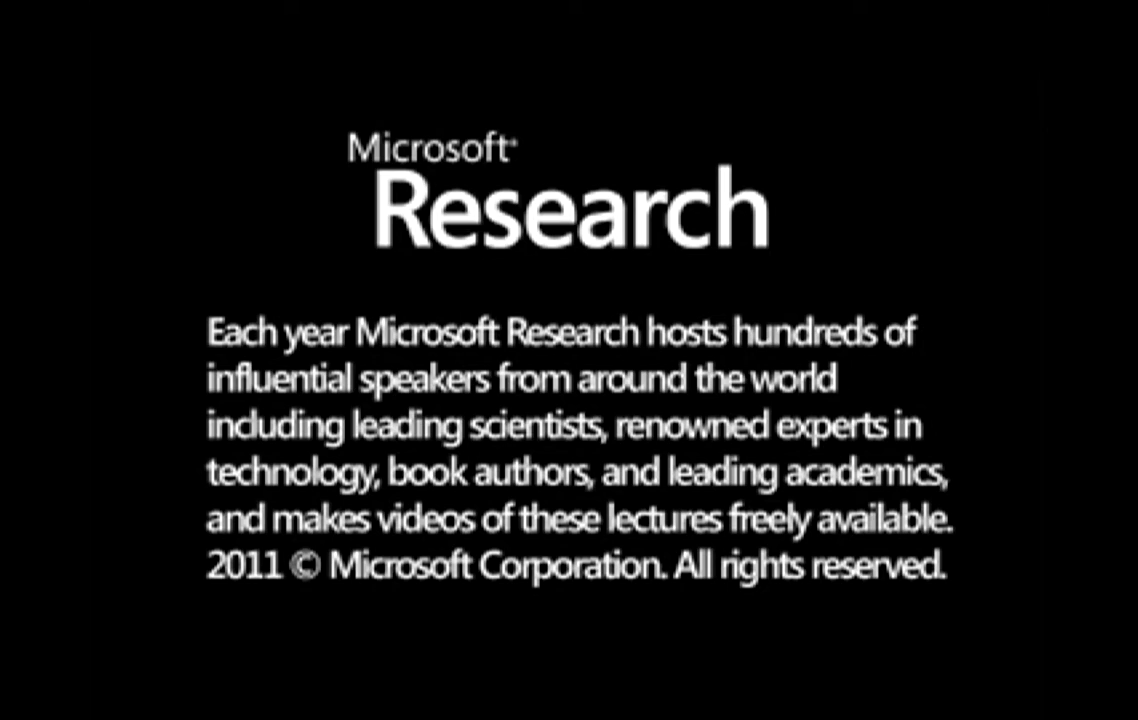 Microsoft®
Research
Each year Microsoft Research hosts hundreds of
influential speakers from around the world
including leading scientists, renowned experts in
technology, book authors, and leading academics,
and makes videos of these lectures freely available.
2011 © Microsoft Corporation. All rights reserved.